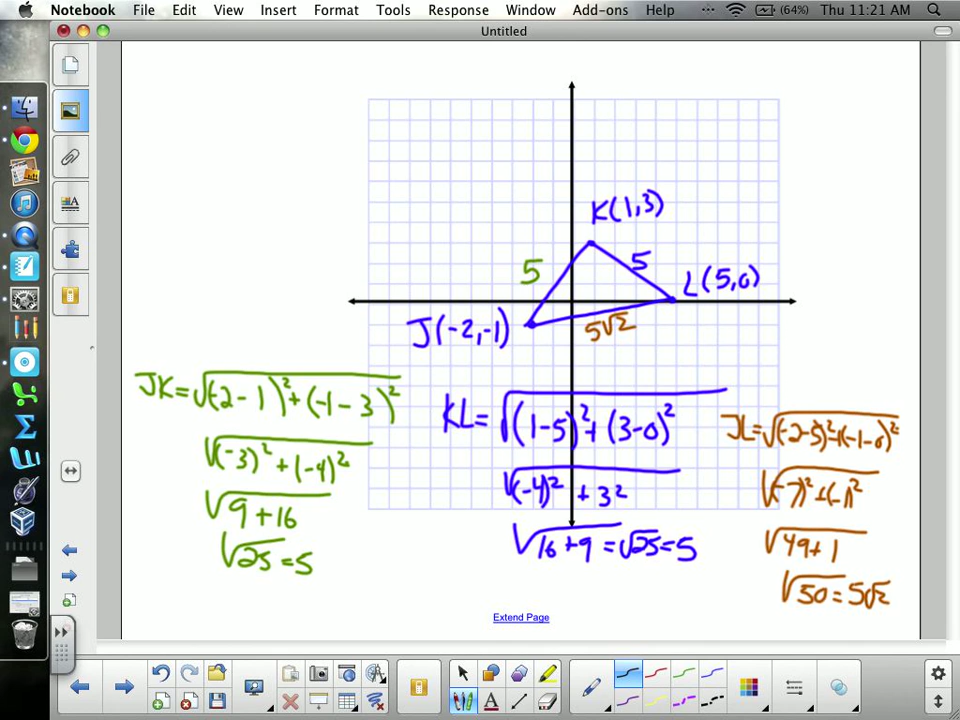 Notebook File Edit View Insert Format Tools Response Window Add-ons Help ··· (64%) Thu 11:21 AM
Untitled
K(1,3)
5
5
L(5,0)
J(-2,-1)
5√2
JK=√(-2-1)²+(-1-3)²
√(-3)²+(-4)²
√9+16
√25=5
KL=√(1-5)²+(3-0)²
√(-4)²+3²
√16+9=√25=5
JL=√(-2-5)²+(-1-0)²
√(-7)²+(-1)²
√49+1
√50=5√2
Extend Page